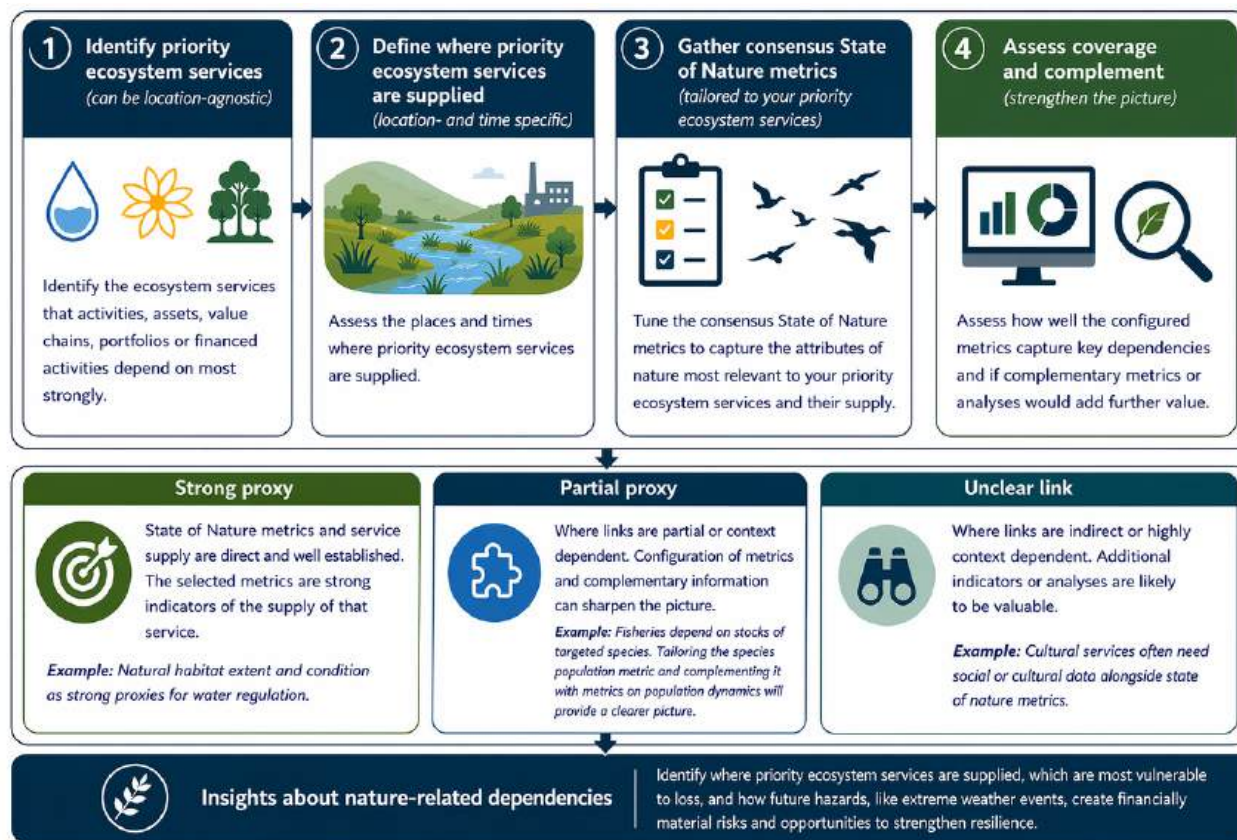 1 Identify priority
ecosystem services
(can be location-agnostic)
Identify the ecosystem services
that activities, assets, value
chains, portfolios or financed
activities depend on most
strongly.
2 Define where priority
ecosystem services
are supplied
(location- and time specific)
Assess the places and times
where priority ecosystem services
are supplied.
3 Gather consensus State
of Nature metrics
(tailored to your priority
ecosystem services)
Tune the consensus State of Nature
metrics to capture the attributes of
nature most relevant to your priority
ecosystem services and their supply.
4 Assess coverage
and complement
(strengthen the picture)
Assess how well the configured
metrics capture key dependencies
and if complementary metrics or
analyses would add further value.
Strong proxy
State of Nature metrics and service
supply are direct and well established.
The selected metrics are strong
indicators of the supply of that
service.
Example: Natural habitat extent and condition
as strong proxies for water regulation.
Partial proxy
Where links are partial or context
dependent. Configuration of metrics
and complementary information
can sharpen the picture.
Example: Fisheries depend on stocks of
targeted species. Tailoring the species
population metric and complementing it
with metrics on population dynamics will
provide a clearer picture.
Unclear link
Where links are indirect or highly
context dependent. Additional
indicators or analyses are likely
to be valuable.
Example: Cultural services often need
social or cultural data alongside state
of nature metrics.
Insights about nature-related dependencies
Identify where priority ecosystem services are supplied, which are most vulnerable
to loss, and how future hazards, like extreme weather events, create financially
material risks and opportunities to strengthen resilience.